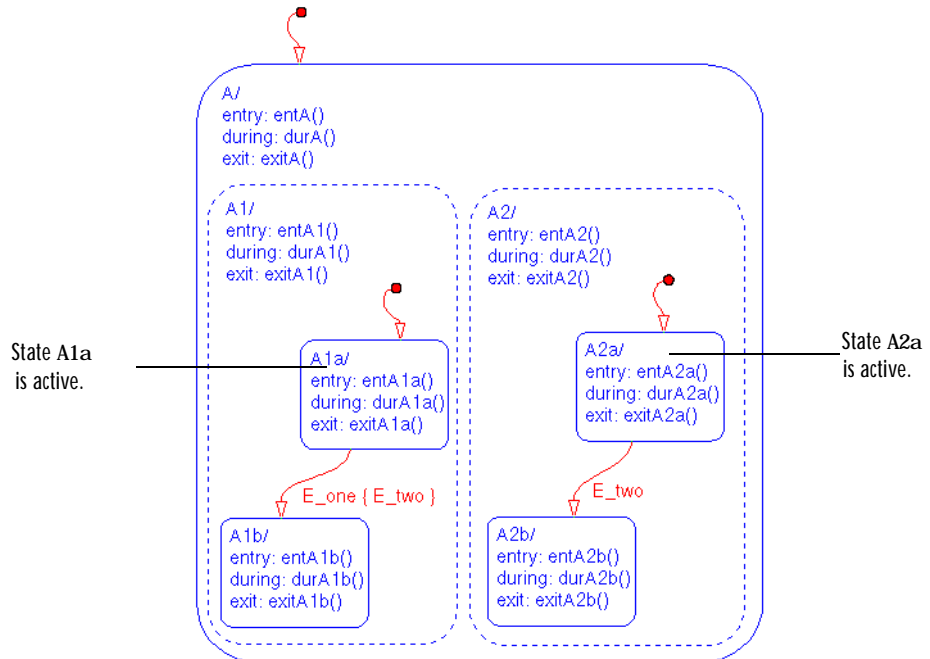 A/
entry: entA()
during: durA()
exit: exitA()
A1/
entry: entA1()
during: durA1()
exit: exitA1()
A2/
entry: entA2()
during: durA2()
exit: exitA2()
State A1a
is active.
A1a/
entry: entA1a()
during: durA1a()
exit: exitA1a()
A2a/
entry: entA2a()
during: durA2a()
exit: exitA2a()
State A2a
is active.
E_one { E_two }
E_two
A1b/
entry: entA1b()
during: durA1b()
exit: exitA1b()
A2b/
entry: entA2b()
during: durA2b()
exit: exitA2b()